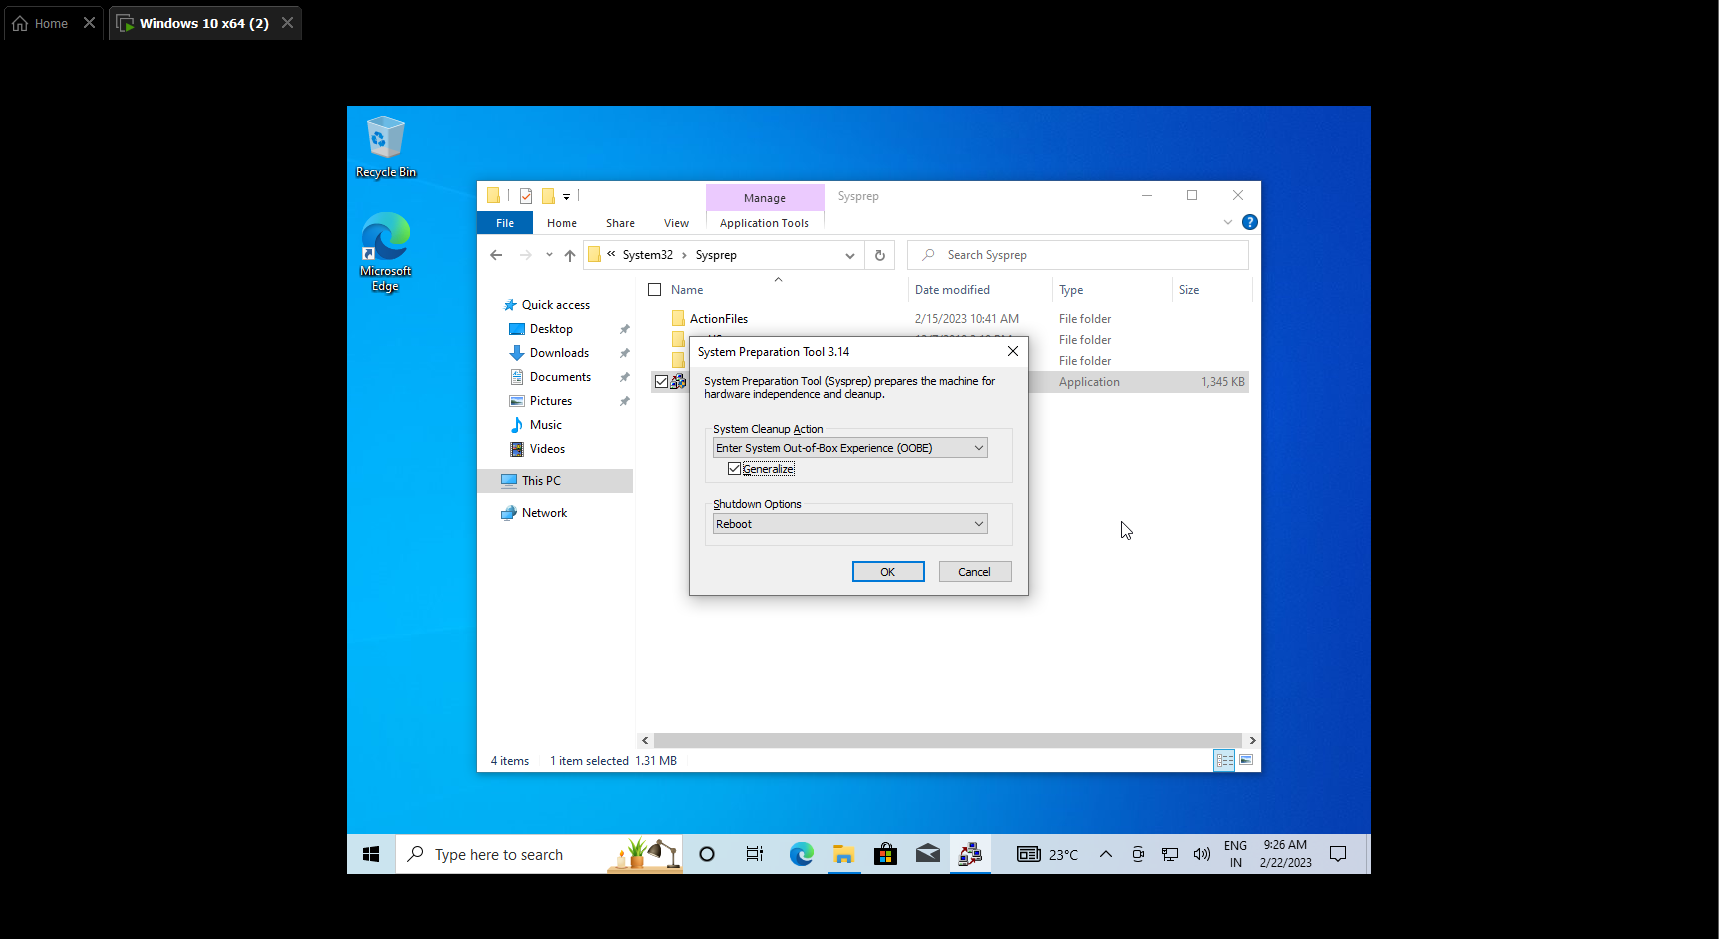 Home
Windows 10 x64 (2)
Recycle Bin
Microsoft
Edge
Manage
Sysprep
File
Home
Share
View
Application Tools
?
« System32 › Sysprep
Search Sysprep
Name
Date modified
Type
Size
Quick access
Desktop
Downloads
Documents
Pictures
Music
Videos
This PC
Network
ActionFiles
2/15/2023 10:41 AM
File folder
File folder
File folder
Application
1,345 KB
System Preparation Tool 3.14
System Preparation Tool (Sysprep) prepares the machine for
hardware independence and cleanup.
System Cleanup Action
Enter System Out-of-Box Experience (OOBE)
Generalize
Shutdown Options
Reboot
OK
Cancel
4 items
1 item selected 1.31 MB
Type here to search
23°C
ENG
IN
9:26 AM
2/22/2023